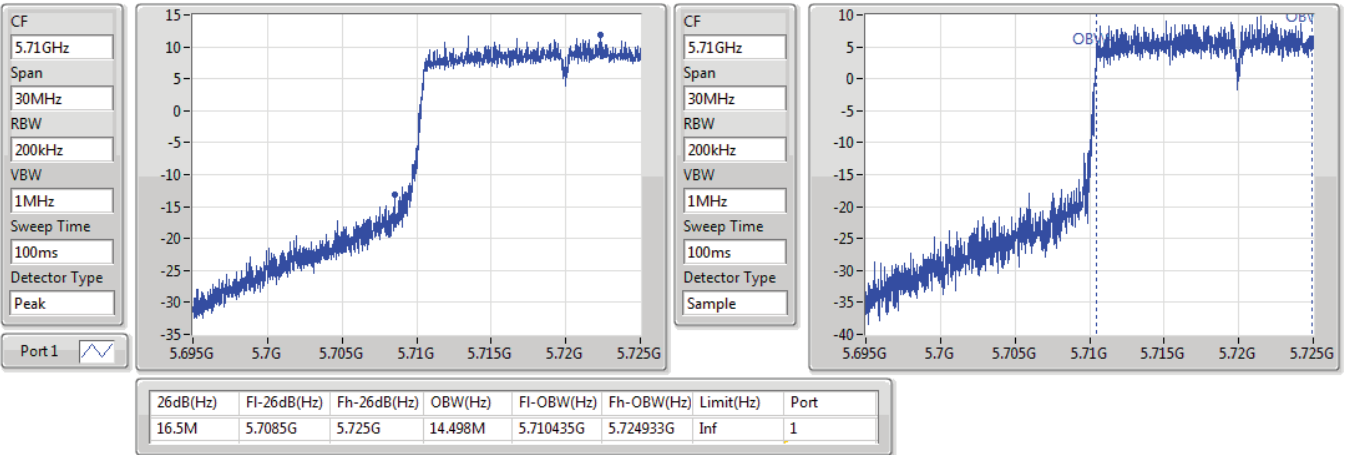 CF
5.71GHz
Span
30MHz
RBW
200kHz
VBW
1MHz
Sweep Time
100ms
Detector Type
Peak
Port 1
15
10
5
0
-5
-10
-15
-20
-25
-30
-35
5.695G 5.7G 5.705G 5.71G 5.715G 5.72G 5.725G
CF
5.71GHz
Span
30MHz
RBW
200kHz
VBW
1MHz
Sweep Time
100ms
Detector Type
Sample
10
5
0
-5
-10
-15
-20
-25
-30
-35
-40
OBW
OBW
5.695G 5.7G 5.705G 5.71G 5.715G 5.72G 5.725G
26dB(Hz) Fl-26dB(Hz) Fh-26dB(Hz) OBW(Hz) Fl-OBW(Hz) Fh-OBW(Hz) Limit(Hz) Port
16.5M 5.7085G 5.725G 14.498M 5.710435G 5.724933G Inf 1